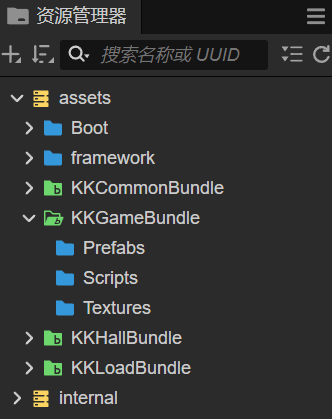 资源管理器
搜索名称或 UUID
assets
Boot
framework
KKCommonBundle
KKGameBundle
Prefabs
Scripts
Textures
KKHallBundle
KKLoadBundle
internal